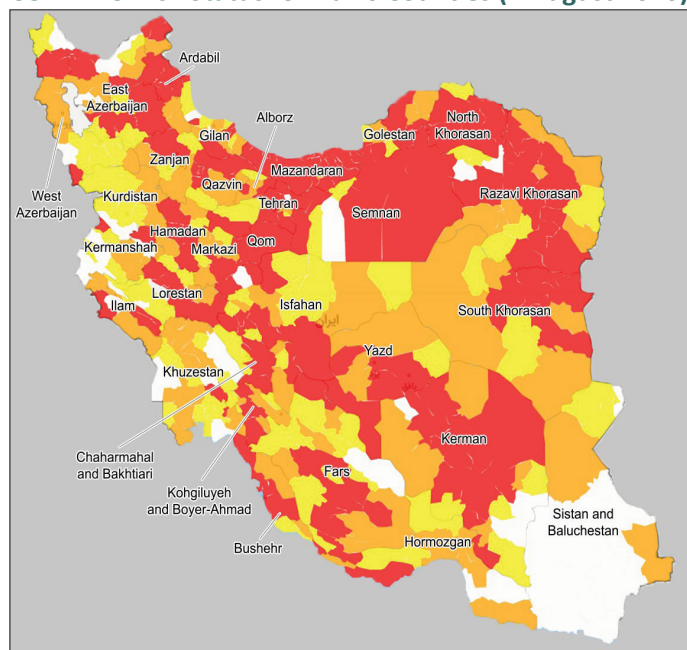 Ardabil
East
Azerbaijan
Gilan
Alborz
Golestan
North
Khorasan
Zanjan
Mazandaran
Qazvin
Razavi Khorasan
West
Azerbaijan
Kurdistan
Tehran
Semnan
Hamadan
Qom
Kermanshah
Markazi
Lorestan
Isfahan
Ilam
South Khorasan
ایران
Yazd
Khuzestan
Chaharmahal
and Bakhtiari
Kerman
Fars
Kohgiluyeh
and Boyer-Ahmad
Sistan and
Baluchestan
Bushehr
Hormozgan